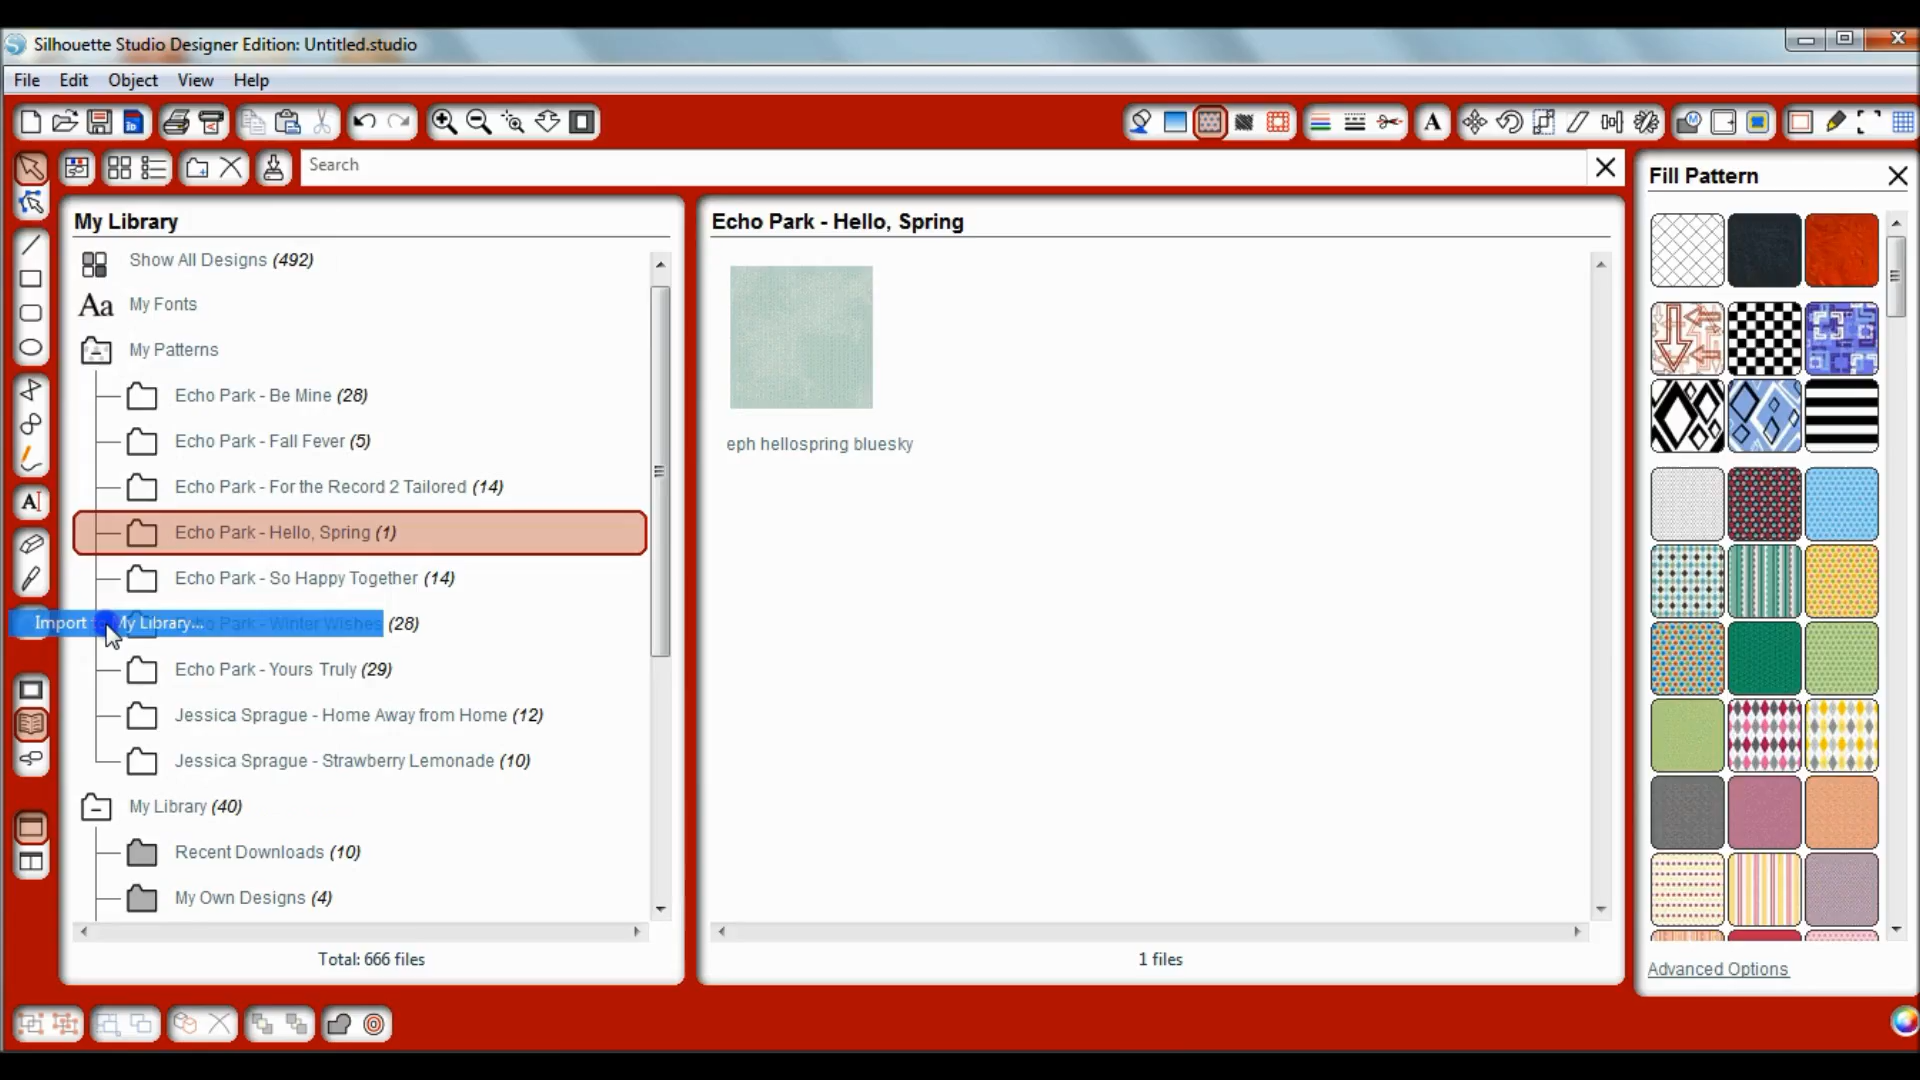 Silhouette Studio Designer Edition: Untitled.studio
File Edit Object View Help
Search
My Library
Show All Designs (492)
Aa My Fonts
My Patterns
Echo Park - Be Mine (28)
Echo Park - Fall Fever (5)
Echo Park - For the Record 2 Tailored (14)
Echo Park - Hello, Spring (1)
Echo Park - So Happy Together (14)
Import My Library... Park - Winter Wishes (28)
Echo Park - Yours Truly (29)
Jessica Sprague - Home Away from Home (12)
Jessica Sprague - Strawberry Lemonade (10)
My Library (40)
Recent Downloads (10)
My Own Designs (4)
Total: 666 files
Echo Park - Hello, Spring
eph hellospring bluesky
1 files
Fill Pattern
Advanced Options